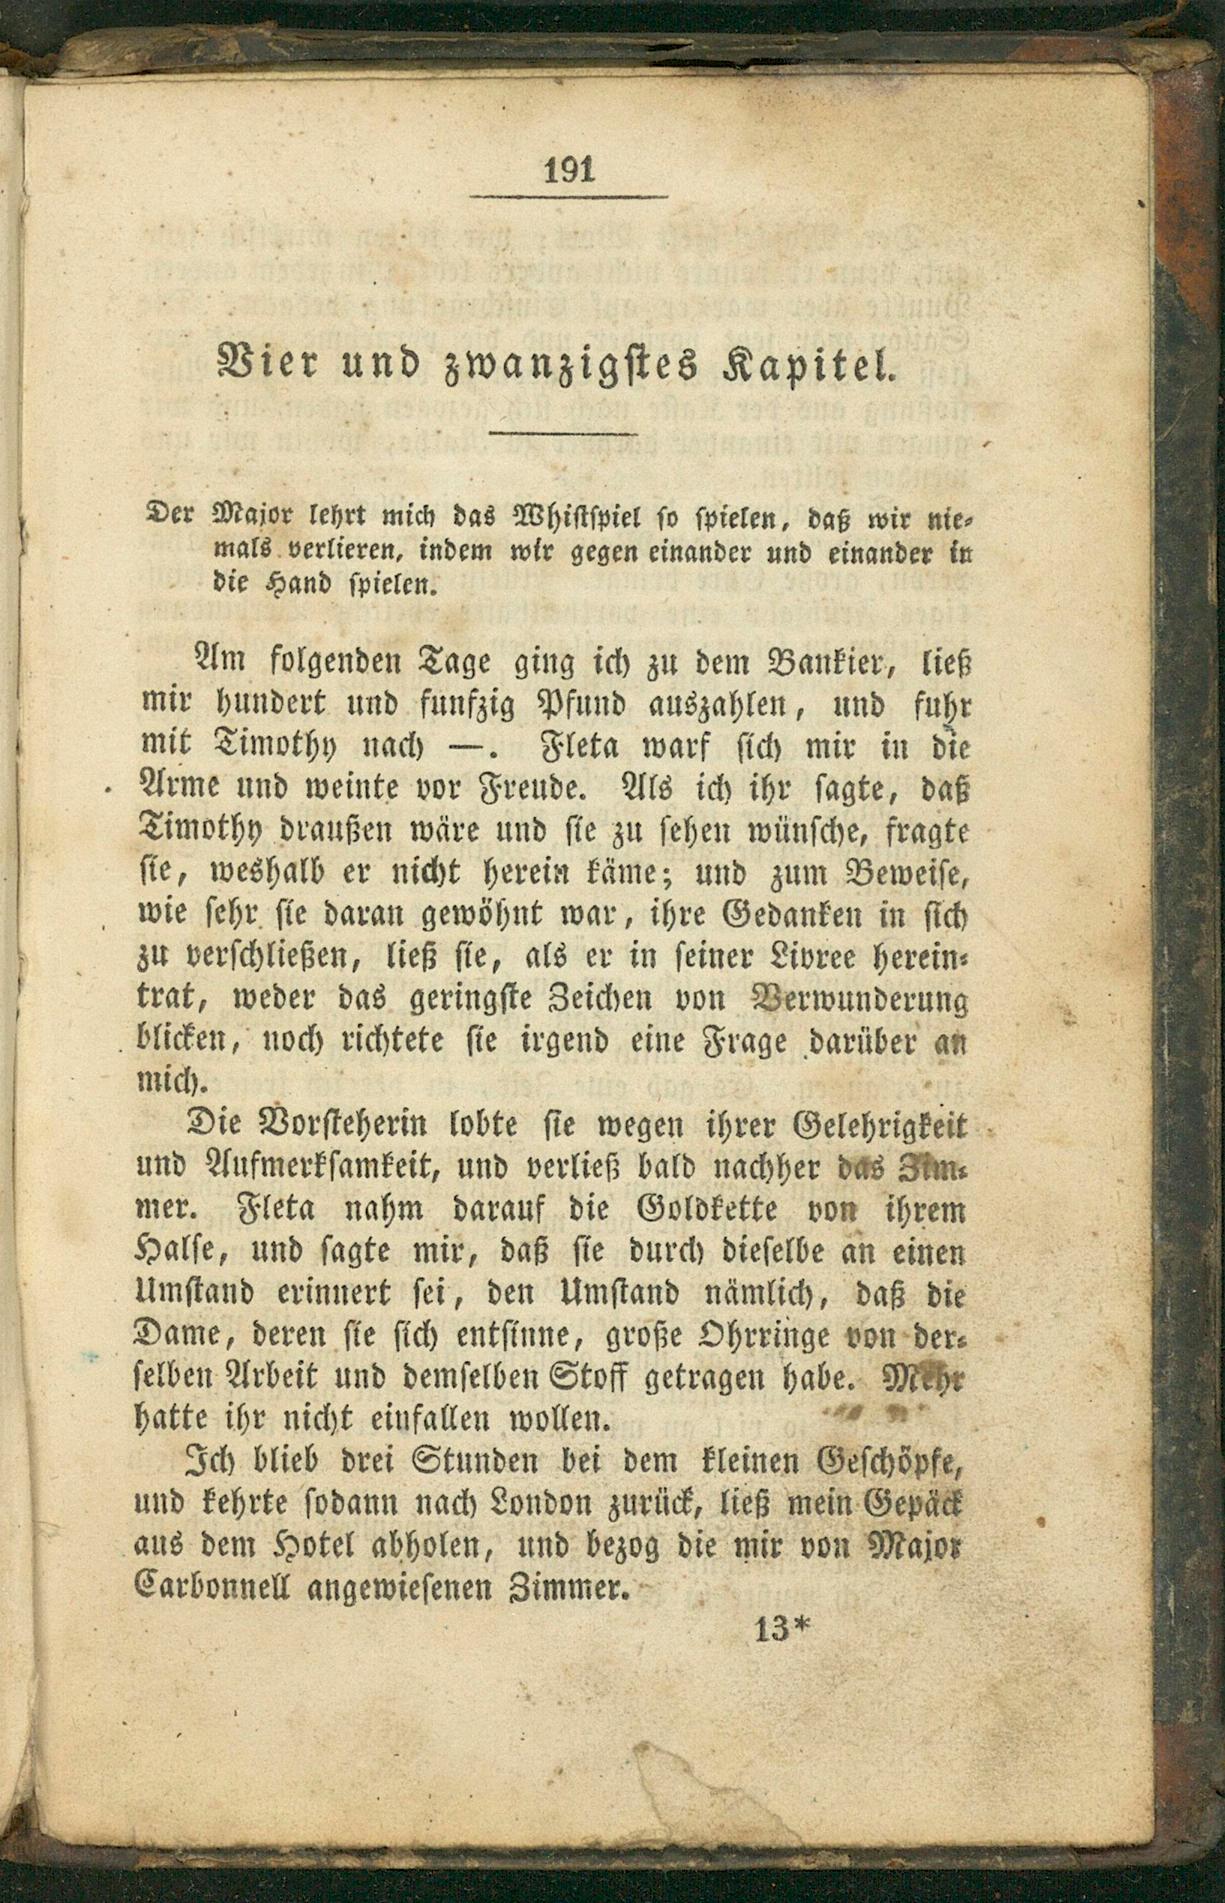 191
Vier und zwanzigstes Kapitel.
Der Major lehrt mich das Whistspiel so spielen, daß wir nie-
mals verlieren, indem wir gegen einander und einander in
die Hand spielen.
Am folgenden Tage ging ich zu dem Bankier, ließ
mir hundert und funfzig Pfund auszahlen, und fuhr
mit Timothy nach —. Fleta warf sich mir in die
Arme und weinte vor Freude. Als ich ihr sagte, daß
Timothy draußen wäre und sie zu sehen wünsche, fragte
sie, weshalb er nicht herein käme; und zum Beweise,
wie sehr sie daran gewöhnt war, ihre Gedanken in sich
zu verschließen, ließ sie, als er in seiner Livree herein-
trat, weder das geringste Zeichen von Verwunderung
blicken, noch richtete sie irgend eine Frage darüber an
mich.
Die Vorsteherin lobte sie wegen ihrer Gelehrigkeit
und Aufmerksamkeit, und verließ bald nachher das Zim-
mer. Fleta nahm darauf die Goldkette von ihrem
Halse, und sagte mir, daß sie durch dieselbe an einen
Umstand erinnert sei, den Umstand nämlich, daß die
Dame, deren sie sich entsinne, große Ohrringe von der-
selben Arbeit und demselben Stoff getragen habe. Mehr
hatte ihr nicht einfallen wollen.
Ich blieb drei Stunden bei dem kleinen Geschöpfe,
und kehrte sodann nach London zurück, ließ mein Gepäck
aus dem Hotel abholen, und bezog die mir von Major
Carbonnell angewiesenen Zimmer.
13*